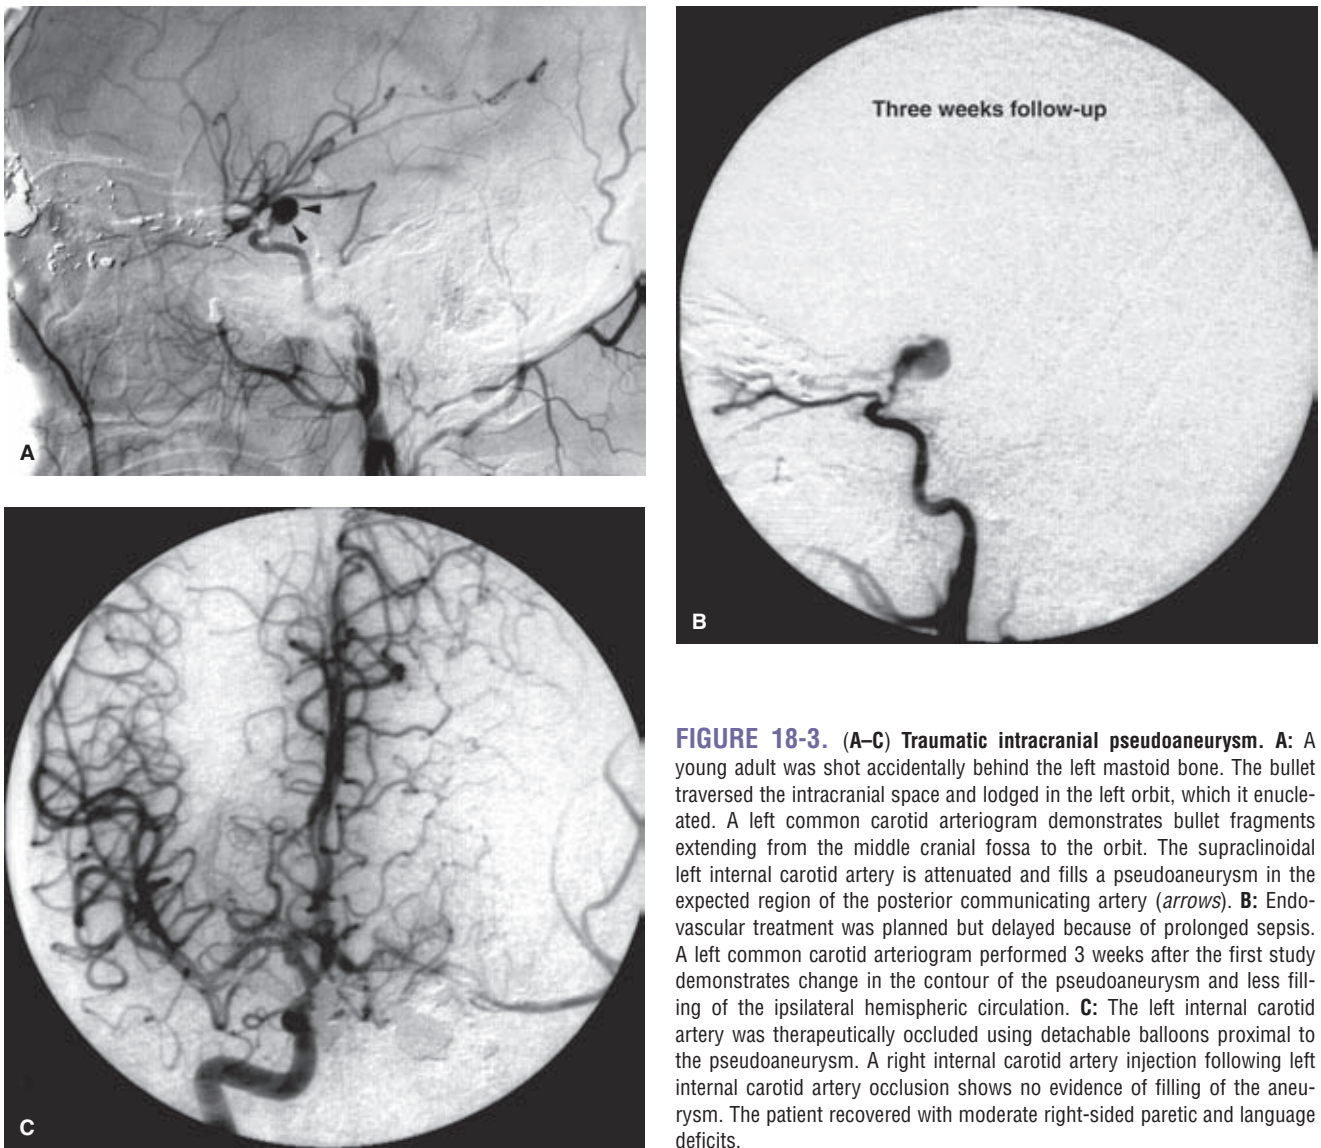 A
Three weeks follow-up
B
C
FIGURE 18-3. (A–C) Traumatic intracranial pseudoaneurysm. A: A
young adult was shot accidentally behind the left mastoid bone. The bullet
traversed the intracranial space and lodged in the left orbit, which it enucle-
ated. A left common carotid arteriogram demonstrates bullet fragments
extending from the middle cranial fossa to the orbit. The supraclinoidal
left internal carotid artery is attenuated and fills a pseudoaneurysm in the
expected region of the posterior communicating artery (arrows). B: Endo-
vascular treatment was planned but delayed because of prolonged sepsis.
A left common carotid arteriogram performed 3 weeks after the first study
demonstrates change in the contour of the pseudoaneurysm and less fill-
ing of the ipsilateral hemispheric circulation. C: The left internal carotid
artery was therapeutically occluded using detachable balloons proximal to
the pseudoaneurysm. A right internal carotid artery injection following left
internal carotid artery occlusion shows no evidence of filling of the aneu-
rysm. The patient recovered with moderate right-sided paretic and language
deficits.